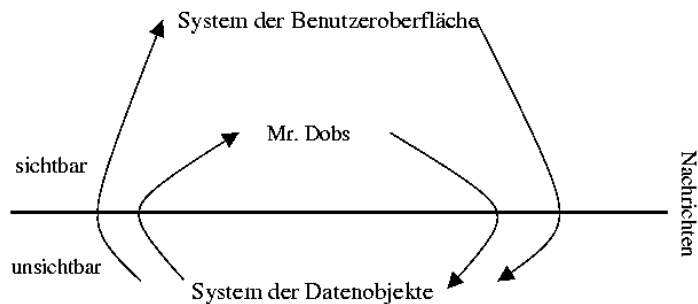 System der Benutzeroberfläche
Mr. Dobs
sichtbar
Nachrichten
unsichtbar
System der Datenobjekte